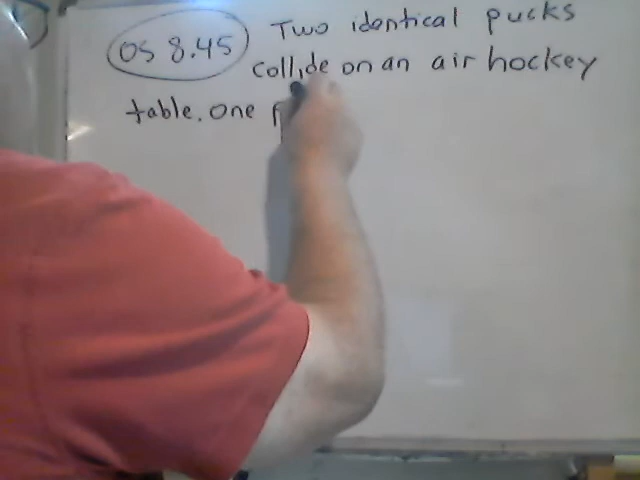 OS 8.45 Two identical pucks
collide on an air hockey
table. One